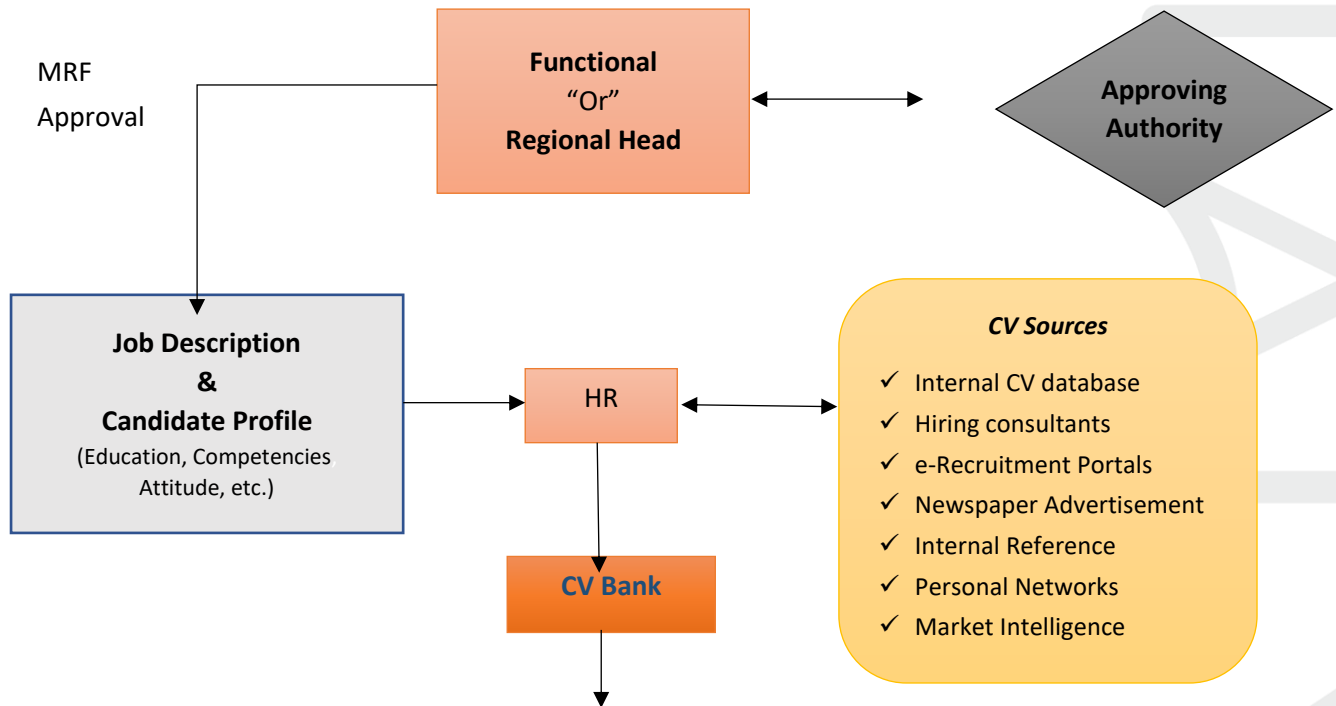 MRF
Approval
Functional
“Or”
Regional Head
Approving
Authority
Job Description
&
Candidate Profile
(Education, Competencies
Attitude, etc.)
HR
CV Bank
CV Sources
✓ Internal CV database
✓ Hiring consultants
✓ e-Recruitment Portals
✓ Newspaper Advertisement
✓ Internal Reference
✓ Personal Networks
✓ Market Intelligence